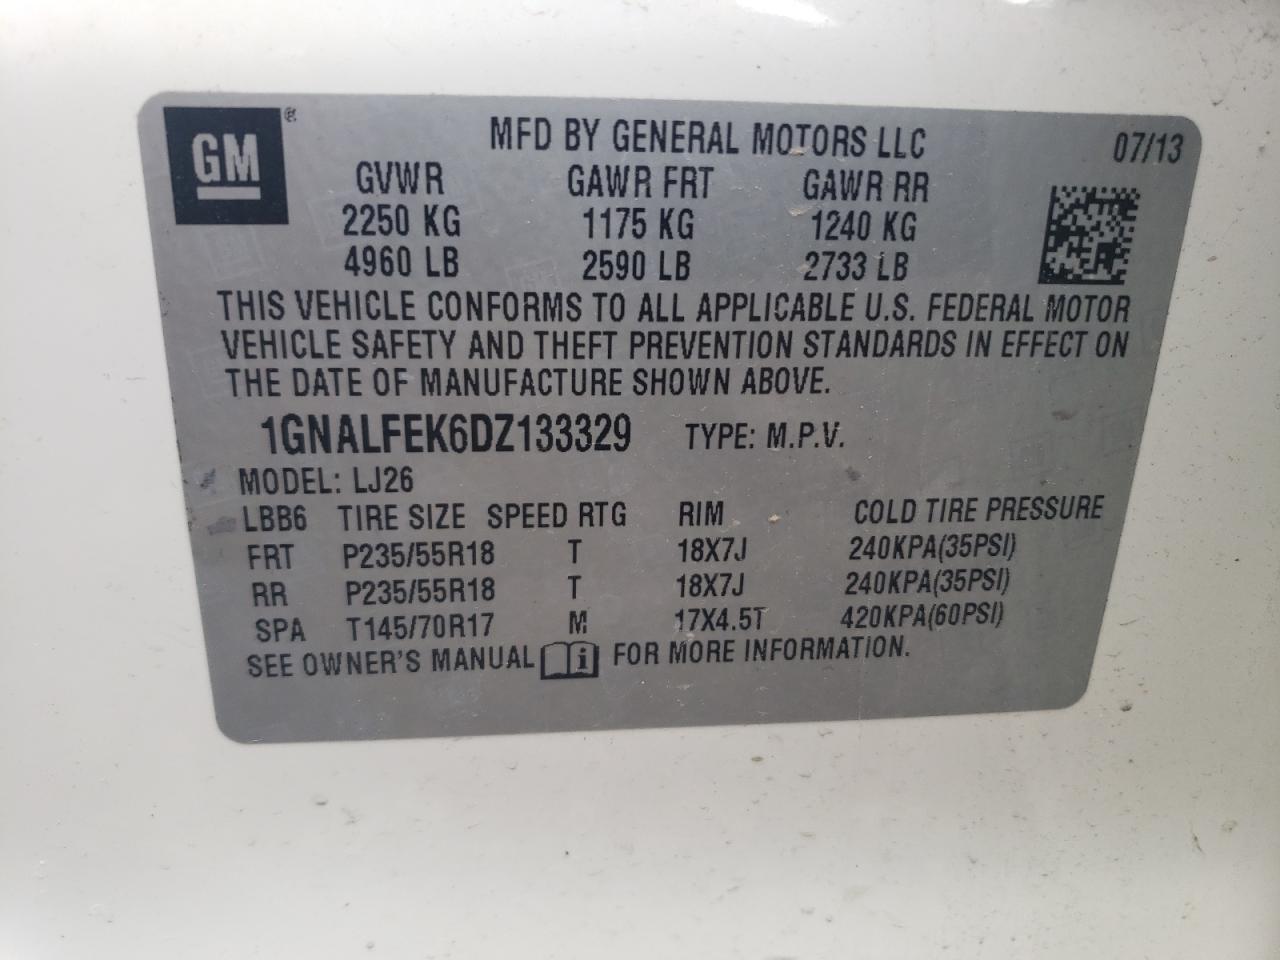 GM®
MFD BY GENERAL MOTORS LLC 07/13
GVWR GAWR FRT GAWR RR
2250 KG 1175 KG 1240 KG
4960 LB 2590 LB 2733 LB
THIS VEHICLE CONFORMS TO ALL APPLICABLE U.S. FEDERAL MOTOR
VEHICLE SAFETY AND THEFT PREVENTION STANDARDS IN EFFECT ON
THE DATE OF MANUFACTURE SHOWN ABOVE.
1GNALFEK6DZ133329 TYPE: M.P.V.
MODEL: LJ26
LBB6 TIRE SIZE SPEED RTG RIM COLD TIRE PRESSURE
FRT P235/55R18 T 18X7J 240KPA(35PSI)
RR P235/55R18 T 18X7J 240KPA(35PSI)
SPA T145/70R17 M 17X4.5T 420KPA(60PSI)
SEE OWNER'S MANUAL i FOR MORE INFORMATION.